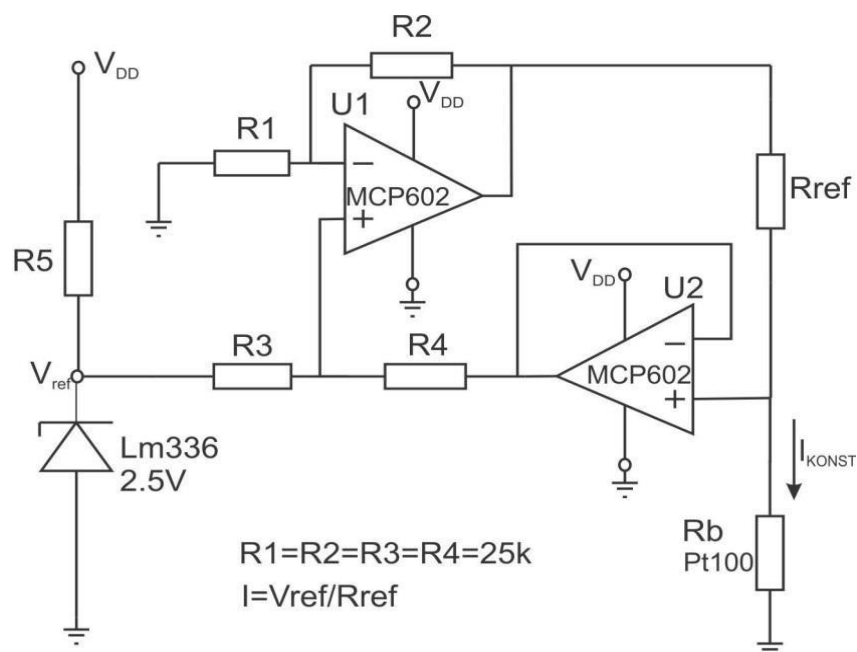 R2
V_DD
U1
V_DD
R1
MCP602
Rref
R5
V_DD
U2
R3
R4
V_ref
MCP602
Lm336
2.5V
I_KONST
R1=R2=R3=R4=25k
Rb
Pt100
I=Vref/Rref